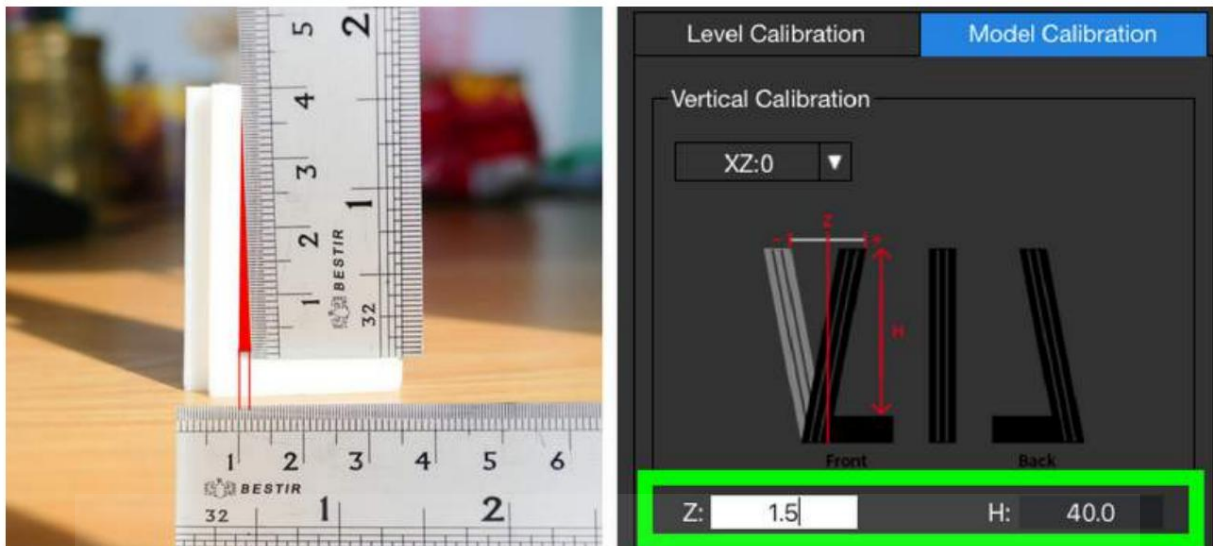 5
2
4
3
1
2
BESTIR
1
32
1 2 3 4 5 6
BESTIR
32 1 2
Level Calibration Model Calibration
Vertical Calibration
XZ:0
Z
- +
H
Front Back
Z: 1.5 H: 40.0